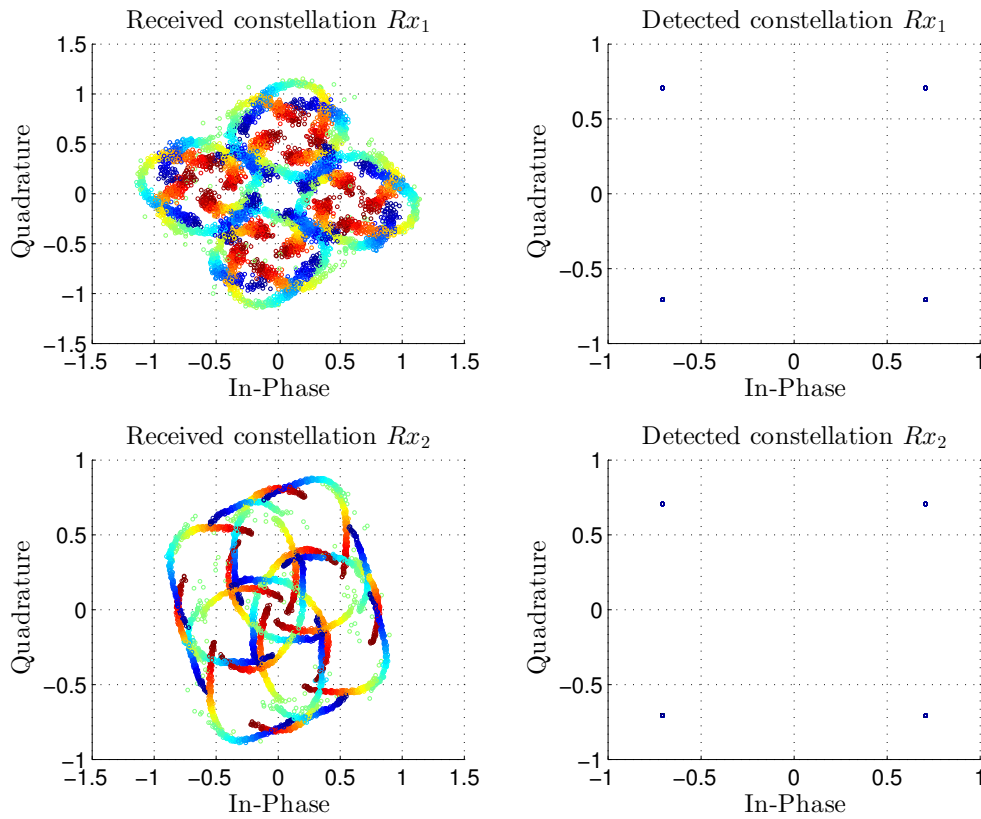 Received constellation Rx₁
Quadrature
1.5
1
0.5
0
−0.5
−1
−1.5
−1.5 −1 −0.5 0 0.5 1 1.5
In-Phase
Detected constellation Rx₁
Quadrature
1
0.5
0
−0.5
−1
−1 −0.5 0 0.5 1
In-Phase
Received constellation Rx₂
Quadrature
1
0.5
0
−0.5
−1
−1.5 −1 −0.5 0 0.5 1 1.5
In-Phase
Detected constellation Rx₂
Quadrature
1
0.5
0
−0.5
−1
−1 −0.5 0 0.5 1
In-Phase